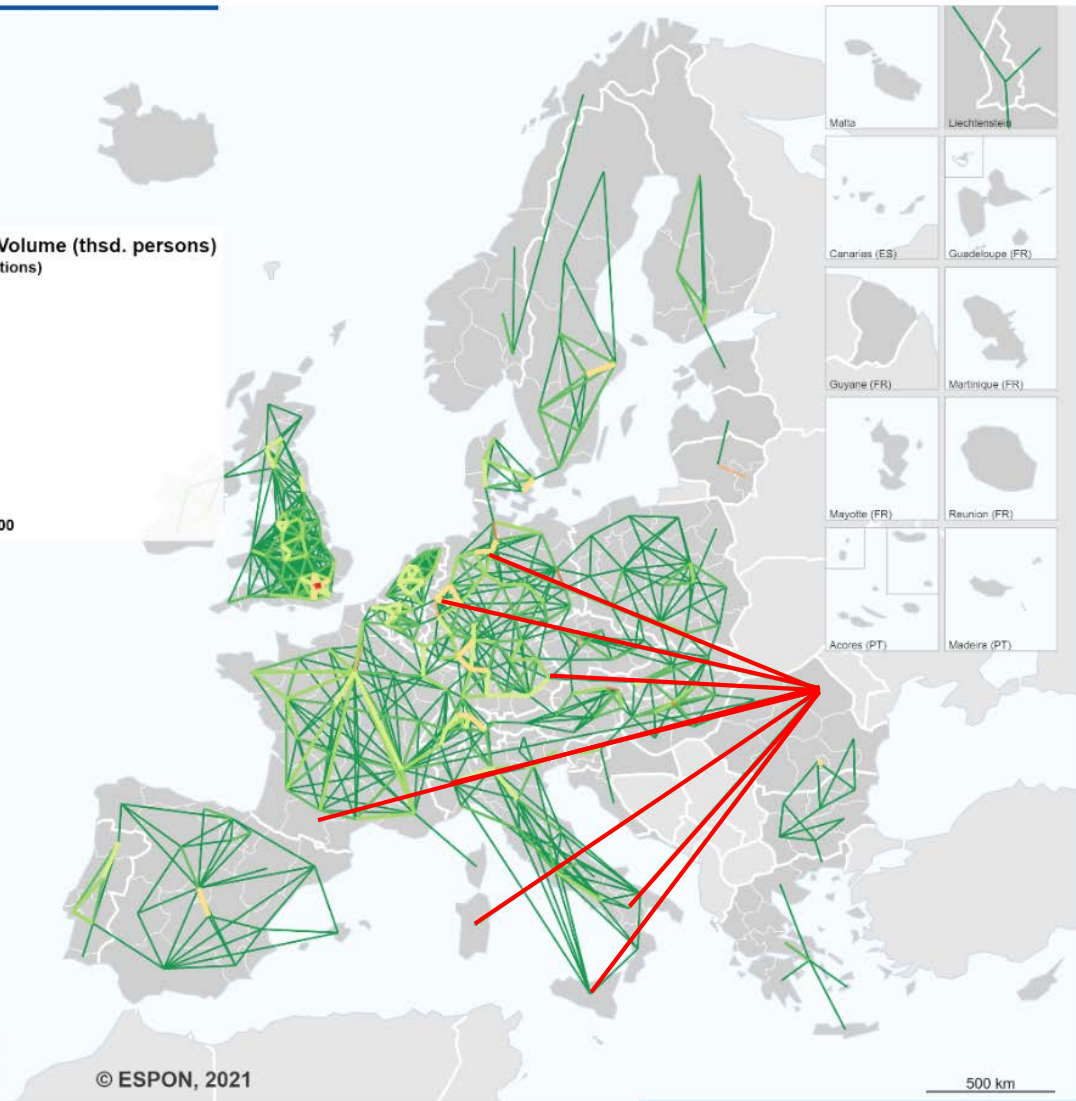 Volume (thsd. persons)
tions)
00
Malta
Liechtenstein
Canarias (ES)
Guadeloupe (FR)
Guyane (FR)
Martinique (FR)
Mayotte (FR)
Reunion (FR)
Acores (PT)
Madeira (PT)
© ESPON, 2021
500 km